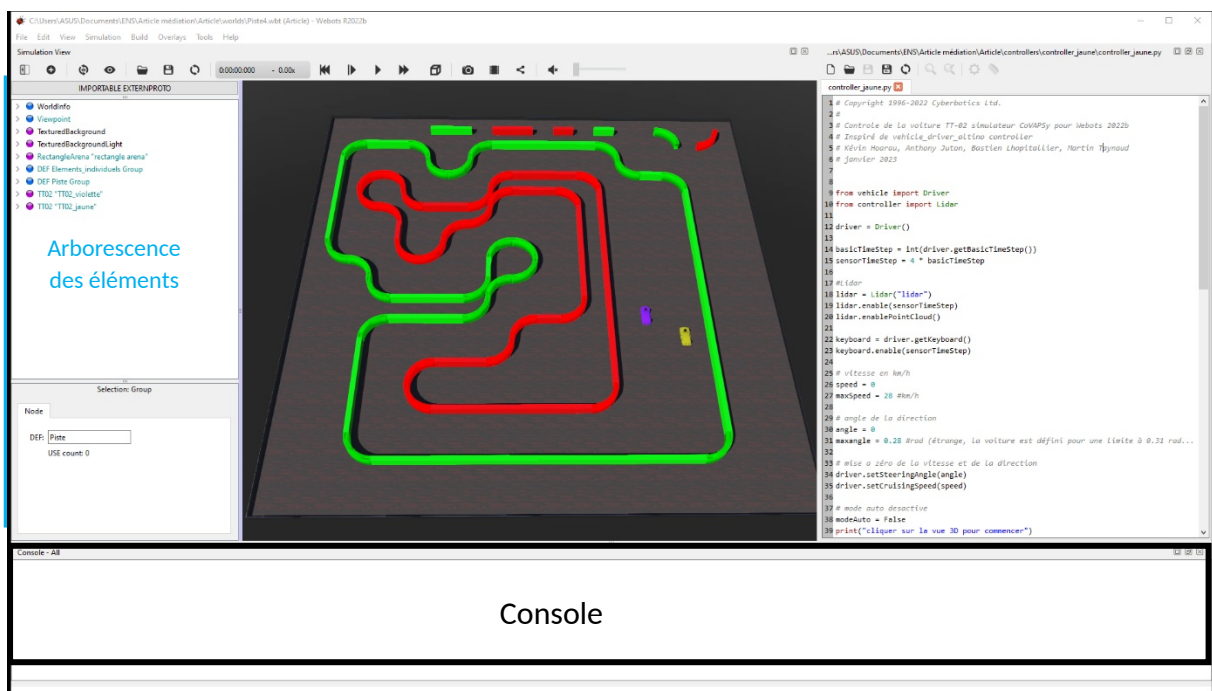 C:\Users\ASUS\Documents\ENS\Article médiation\Article\worlds\Piste4.wbt (Article) - Webots R2022b
File Edit View Simulation Build Overlays Tools Help
Simulation View
0:00:00:000 - 0.00x
IMPORTABLE EXTERNPROTO
WorldInfo
Viewpoint
TexturedBackground
TexturedBackgroundLight
RectangleArena "rectangle arena"
DEF Elements_individuels Group
DEF Piste Group
TT02 "TT02_violette"
TT02 "TT02_jaune"
Arborescence
des éléments
Selection: Group
Node
DEF: Piste
USE count: 0
...rs\ASUS\Documents\ENS\Article médiation\Article\controllers\controller_jaune\controller_jaune.py
controller_jaune.py
1 # Copyright 1996-2022 Cyberbotics Ltd.
2 #
3 # Controle de la voiture TT-02 simulateur CoVAPSy pour Webots 2022b
4 # Inspiré de vehicle_driver_altino controller
5 # Kévin Hoarau, Anthony Juton, Bastien Lhopitallier, Martin Taynaud
6 # janvier 2023
7
8
9 from vehicle import Driver
10 from controller import Lidar
11
12 driver = Driver()
13
14 basicTimeStep = int(driver.getBasicTimeStep())
15 sensorTimeStep = 4 * basicTimeStep
16
17 #Lidar
18 lidar = Lidar("lidar")
19 lidar.enable(sensorTimeStep)
20 lidar.enablePointCloud()
21
22 keyboard = driver.getKeyboard()
23 keyboard.enable(sensorTimeStep)
24
25 # vitesse en km/h
26 speed = 0
27 maxSpeed = 28 #km/h
28
29 # angle de la direction
30 angle = 0
31 maxangle = 0.28 #rad (étrange, la voiture est défini pour une limite à 0.31 rad...
32
33 # mise a zéro de la vitesse et de la direction
34 driver.setSteeringAngle(angle)
35 driver.setCruisingSpeed(speed)
36
37 # mode auto desactive
38 modeAuto = False
39 print("cliquer sur la vue 3D pour commencer")
Console - All
Console